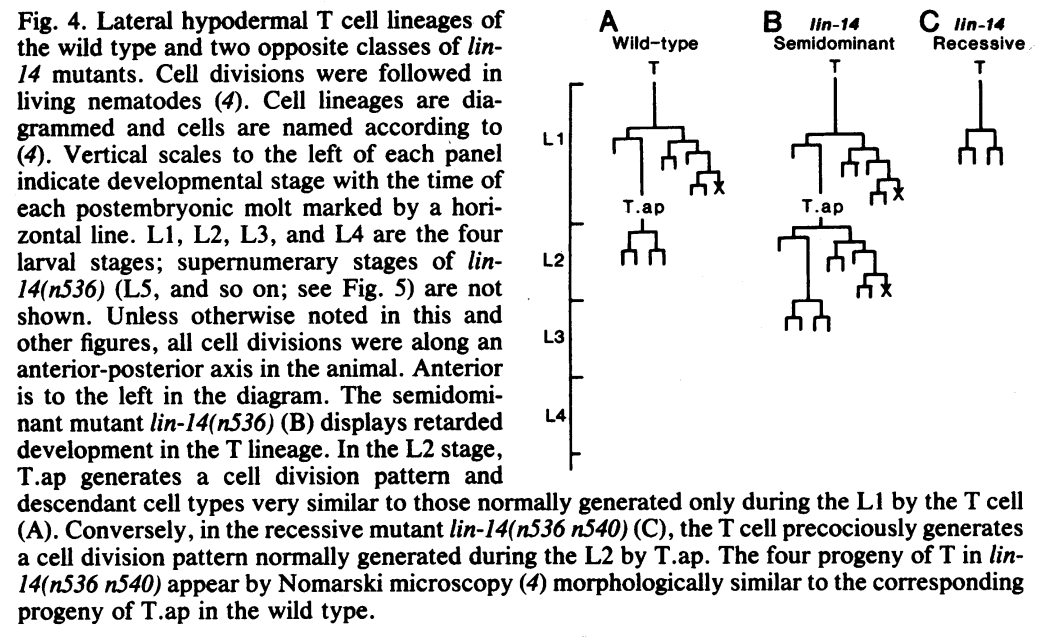 Fig. 4. Lateral hypodermal T cell lineages of
the wild type and two opposite classes of lin-
14 mutants. Cell divisions were followed in
living nematodes (4). Cell lineages are dia-
grammed and cells are named according to
(4). Vertical scales to the left of each panel
indicate developmental stage with the time of
each postembryonic molt marked by a hori-
zontal line. L1, L2, L3, and L4 are the four
larval stages; supernumerary stages of lin-
14(n536) (L5, and so on; see Fig. 5) are not
shown. Unless otherwise noted in this and
other figures, all cell divisions were along an
anterior-posterior axis in the animal. Anterior
is to the left in the diagram. The semidomi-
nant mutant lin-14(n536) (B) displays retarded
development in the T lineage. In the L2 stage,
T.ap generates a cell division pattern and
descendant cell types very similar to those normally generated only during the L1 by the T cell
(A). Conversely, in the recessive mutant lin-14(n536 n540) (C), the T cell precociously generates
a cell division pattern normally generated during the L2 by T.ap. The four progeny of T in lin-
14(n536 n540) appear by Nomarski microscopy (4) morphologically similar to the corresponding
progeny of T.ap in the wild type.
A
Wild-type
T
B lin-14
Semidominant
T
C lin-14
Recessive
T
L1
X
X
T.ap
T.ap
L2
X
L3
L4